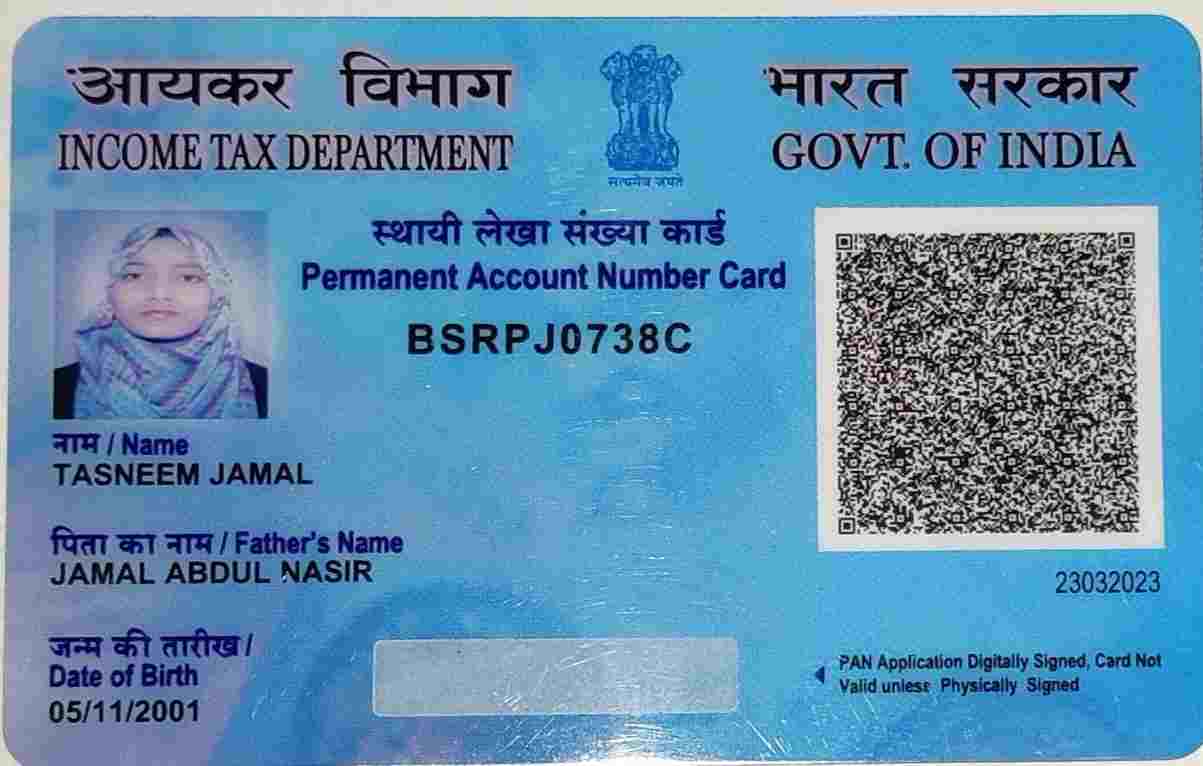 आयकर विभाग
INCOME TAX DEPARTMENT
सत्यमेव जयते
भारत सरकार
GOVT. OF INDIA
स्थायी लेखा संख्या कार्ड
Permanent Account Number Card
BSRPJ0738C
नाम / Name
TASNEEM JAMAL
पिता का नाम / Father's Name
JAMAL ABDUL NASIR
23032023
जन्म की तारीख /
Date of Birth
05/11/2001
PAN Application Digitally Signed, Card Not
Valid unless Physically Signed